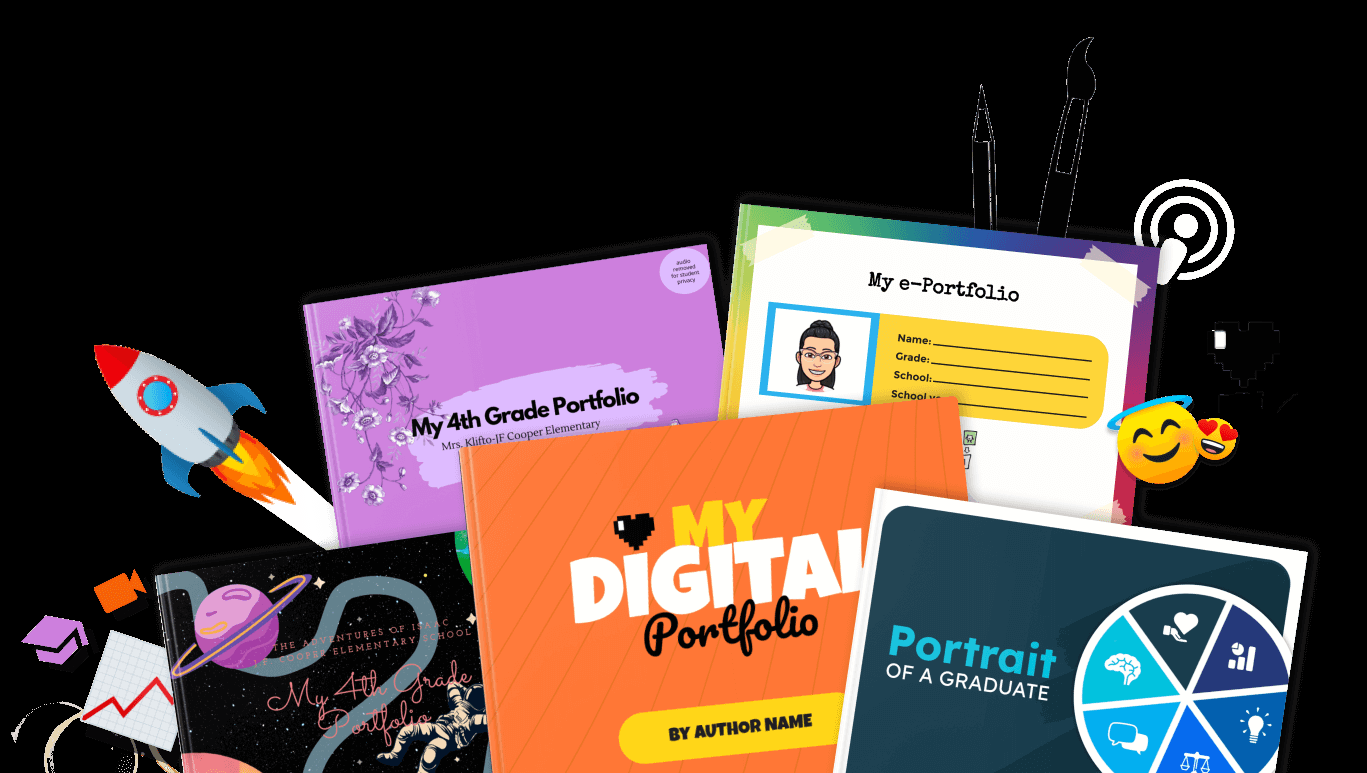 audio
removed
for student
privacy
My 4th Grade Portfolio
Mrs. Klifto-JF Cooper Elementary
My e-Portfolio
Name:
Grade:
School:
School
MY
DIGITAL
Portfolio
BY AUTHOR NAME
THE ADVENTURES OF ISAAC
J.F. COOPER ELEMENTARY SCHOOL
My 4th Grade
Portfolio
Portrait
OF A GRADUATE